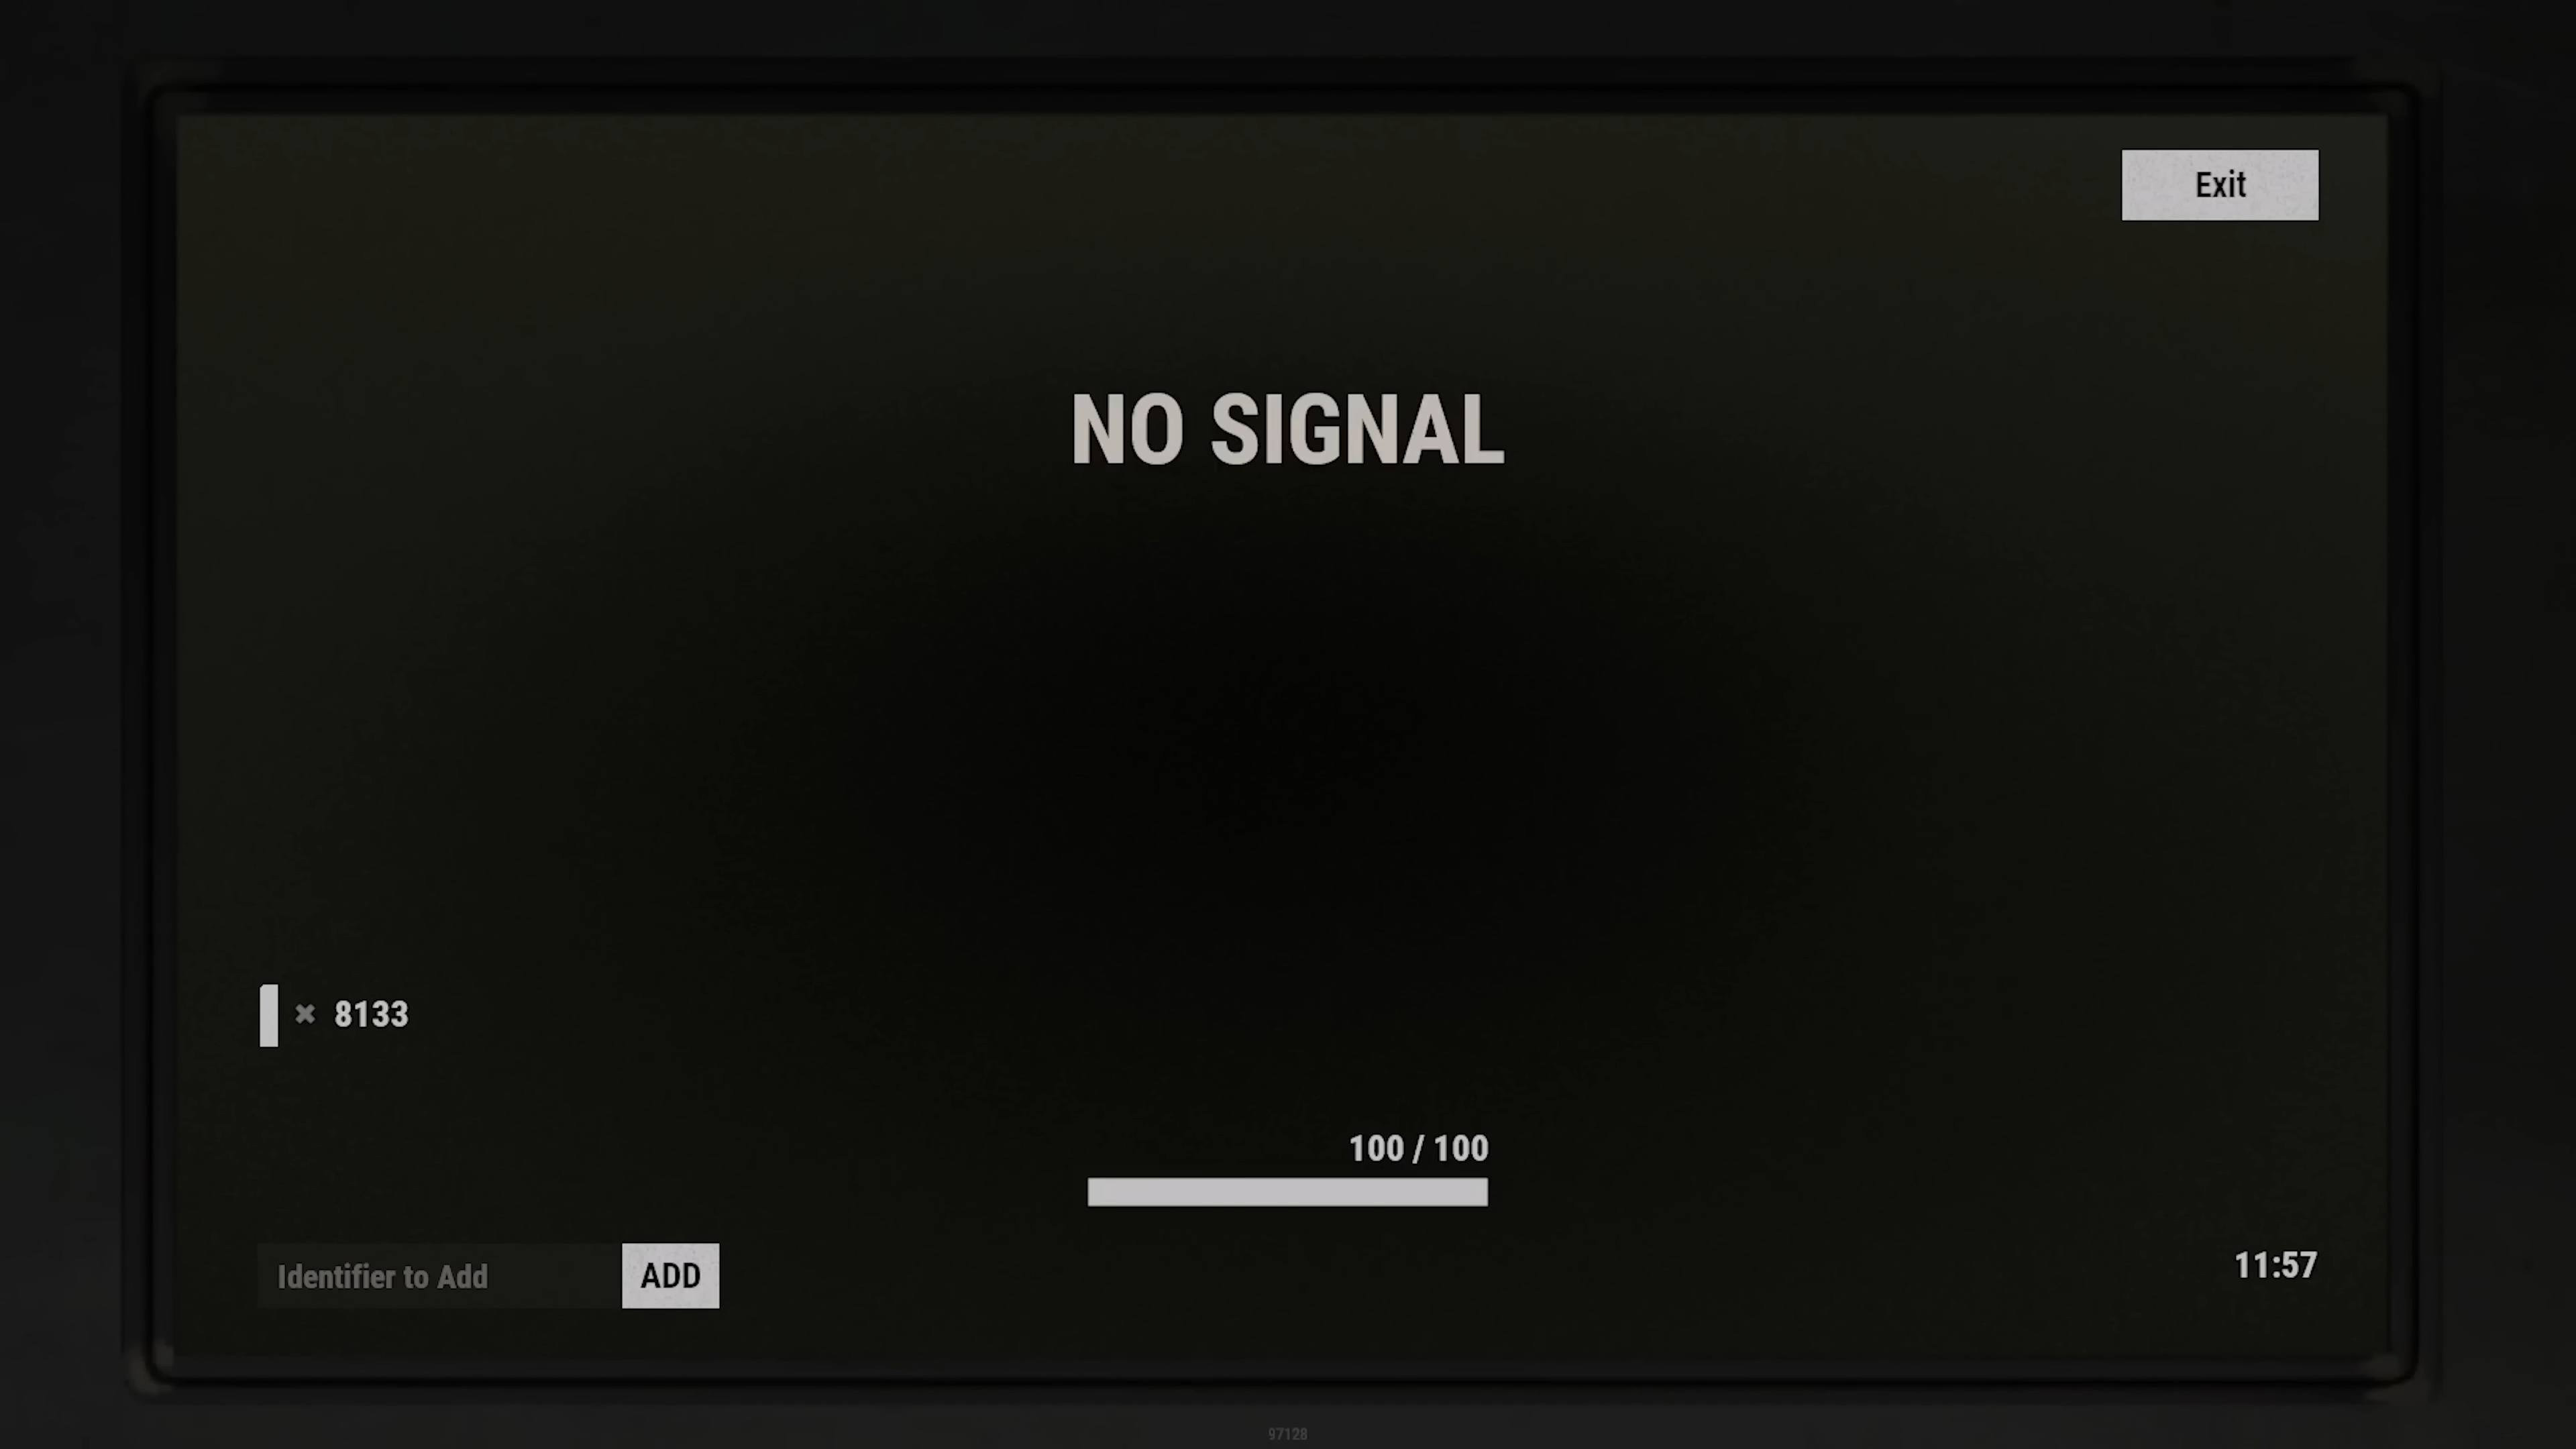 Exit
NO SIGNAL
8133
100 / 100
Identifier to Add
ADD
11:57
97128